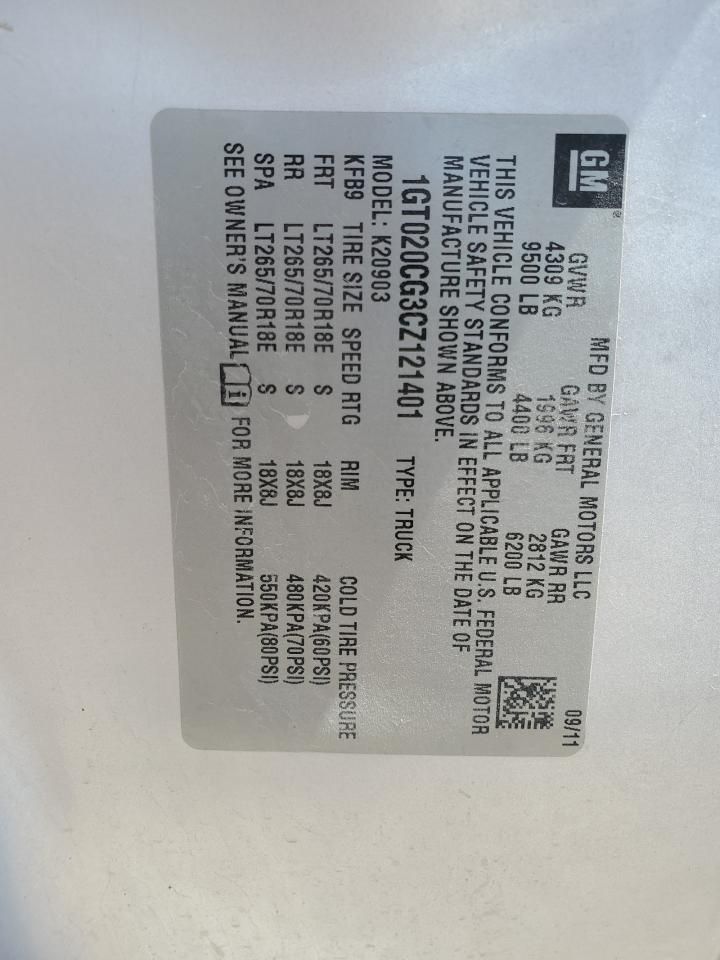 GM
MFD BY GENERAL MOTORS LLC 09/11
GVWR GAWR FRT GAWR RR
4309 KG 1996 KG 2812 KG
9500 LB 4400 LB 6200 LB
THIS VEHICLE CONFORMS TO ALL APPLICABLE U.S. FEDERAL MOTOR
VEHICLE SAFETY STANDARDS IN EFFECT ON THE DATE OF
MANUFACTURE SHOWN ABOVE.
1GT020CG3CZ121401 TYPE: TRUCK
MODEL: K20903
KFB9 TIRE SIZE SPEED RTG RIM COLD TIRE PRESSURE
FRT LT265/70R18E S 18X8J 420KPA(60PSI)
RR LT265/70R18E S 18X8J 480KPA(70PSI)
SPA LT265/70R18E S 18X8J 550KPA(80PSI)
SEE OWNER'S MANUAL FOR MORE INFORMATION.